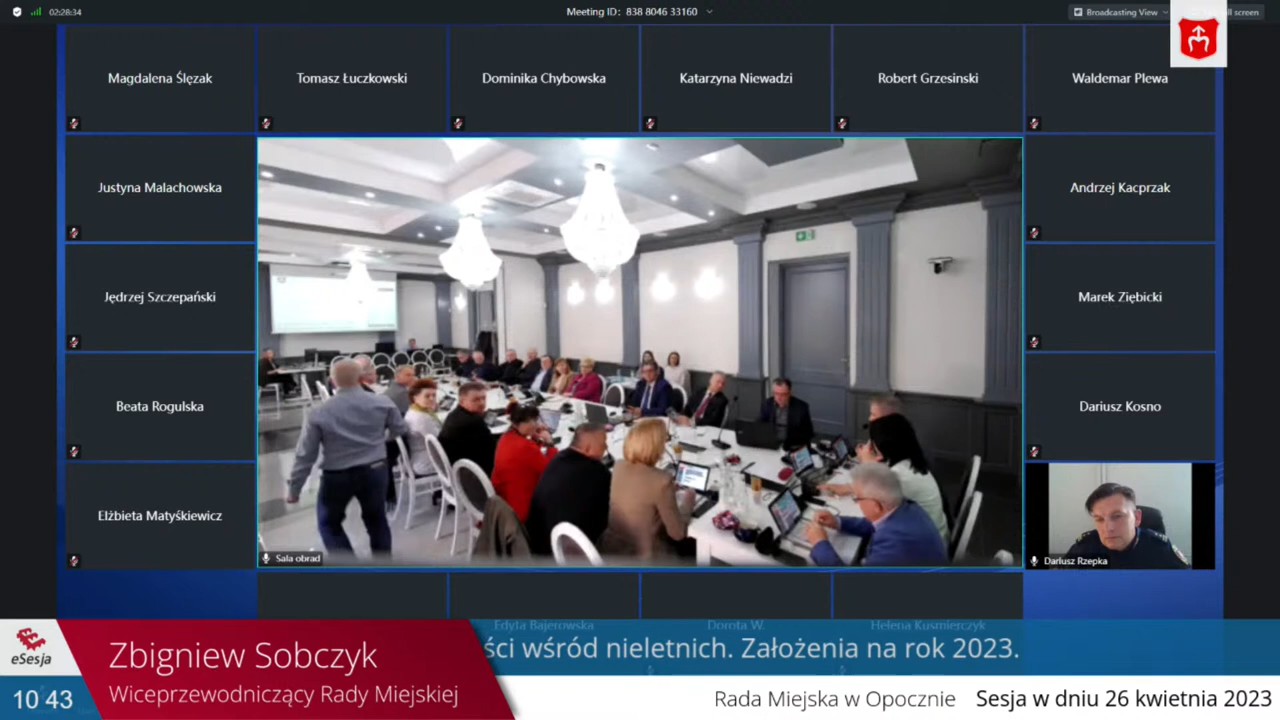 02:28:34
Meeting ID: 838 8046 33160
Broadcasting View
screen
Magdalena Ślęzak
Tomasz Łuczkowski
Dominika Chybowska
Katarzyna Niewadzi
Robert Grzesinski
Waldemar Plewa
Justyna Malachowska
Andrzej Kacprzak
Jędrzej Szczepański
Marek Ziębicki
Beata Rogulska
Dariusz Kosno
Elżbieta Matyśkiewicz
Sala obrad
Dariusz Rzepka
Edyta Bajerowska
Dorota W.
Helena Kusmierczyk
eSesja
Zbigniew Sobczyk
Wiceprzewodniczący Rady Miejskiej
ści wśród nieletnich. Założenia na rok 2023.
10 43
Rada Miejska w Opocznie
Sesja w dniu 26 kwietnia 2023